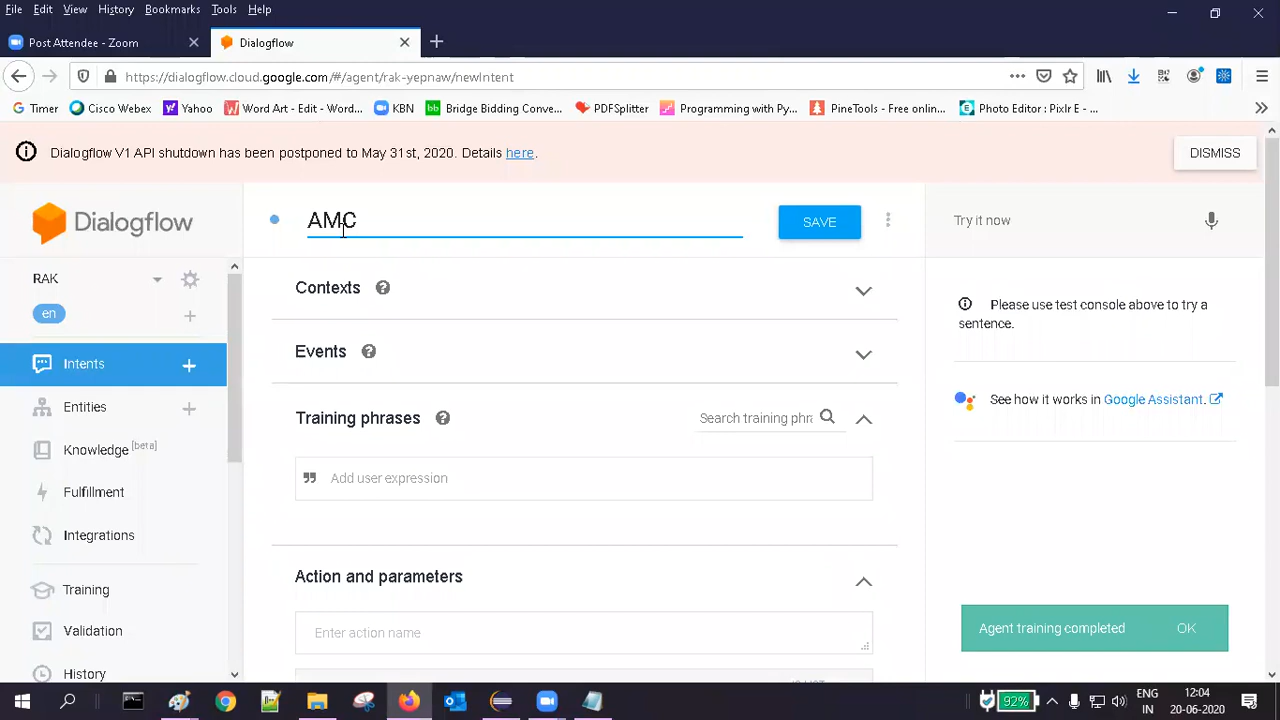 File Edit View History Bookmarks Tools Help
Post Attendee - Zoom
Dialogflow
https://dialogflow.cloud.google.com/#/agent/rak-yepnaw/newIntent
Timer Cisco Webex Yahoo Word Art - Edit - Word... KBN Bridge Bidding Conve... PDFSplitter Programming with Py... PineTools - Free onlin... Photo Editor : Pixlr E - ...
Dialogflow V1 API shutdown has been postponed to May 31st, 2020. Details here.
DISMISS
Dialogflow
AMC
SAVE
Try it now
RAK
en
Contexts
Please use test console above to try a
sentence.
Events
Intents
See how it works in Google Assistant.
Entities
Training phrases
Search training phr
Knowledge [beta]
Add user expression
Fulfillment
Integrations
Action and parameters
Training
Enter action name
Agent training completed OK
Validation
History
92%
ENG
IN
12:04
20-06-2020